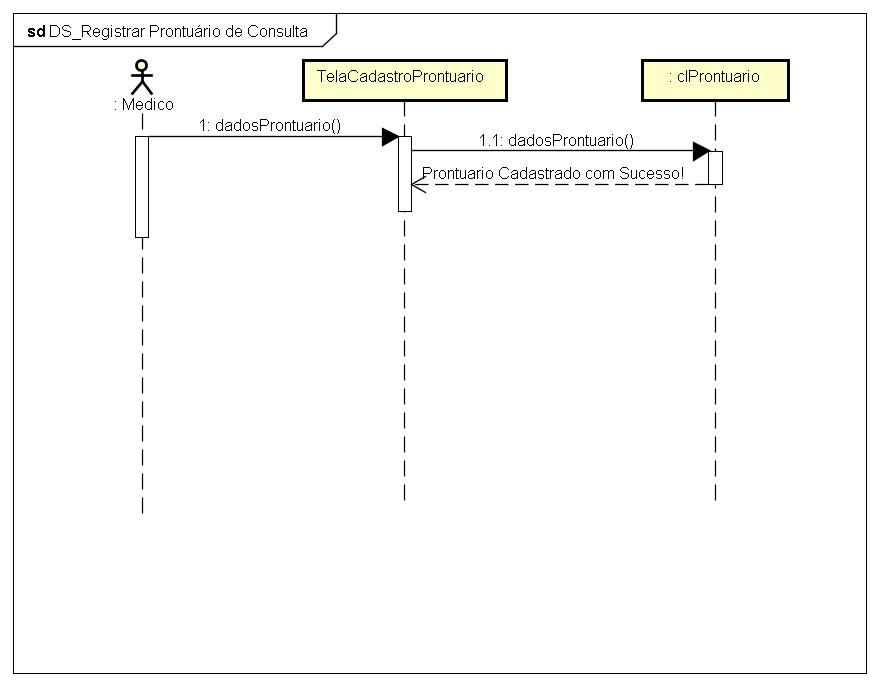 sd DS_Registrar Prontuário de Consulta
TelaCadastroProntuario
: clProntuario
: Medico
1: dadosProntuario()
1.1: dadosProntuario()
Prontuario Cadastrado com Sucesso!